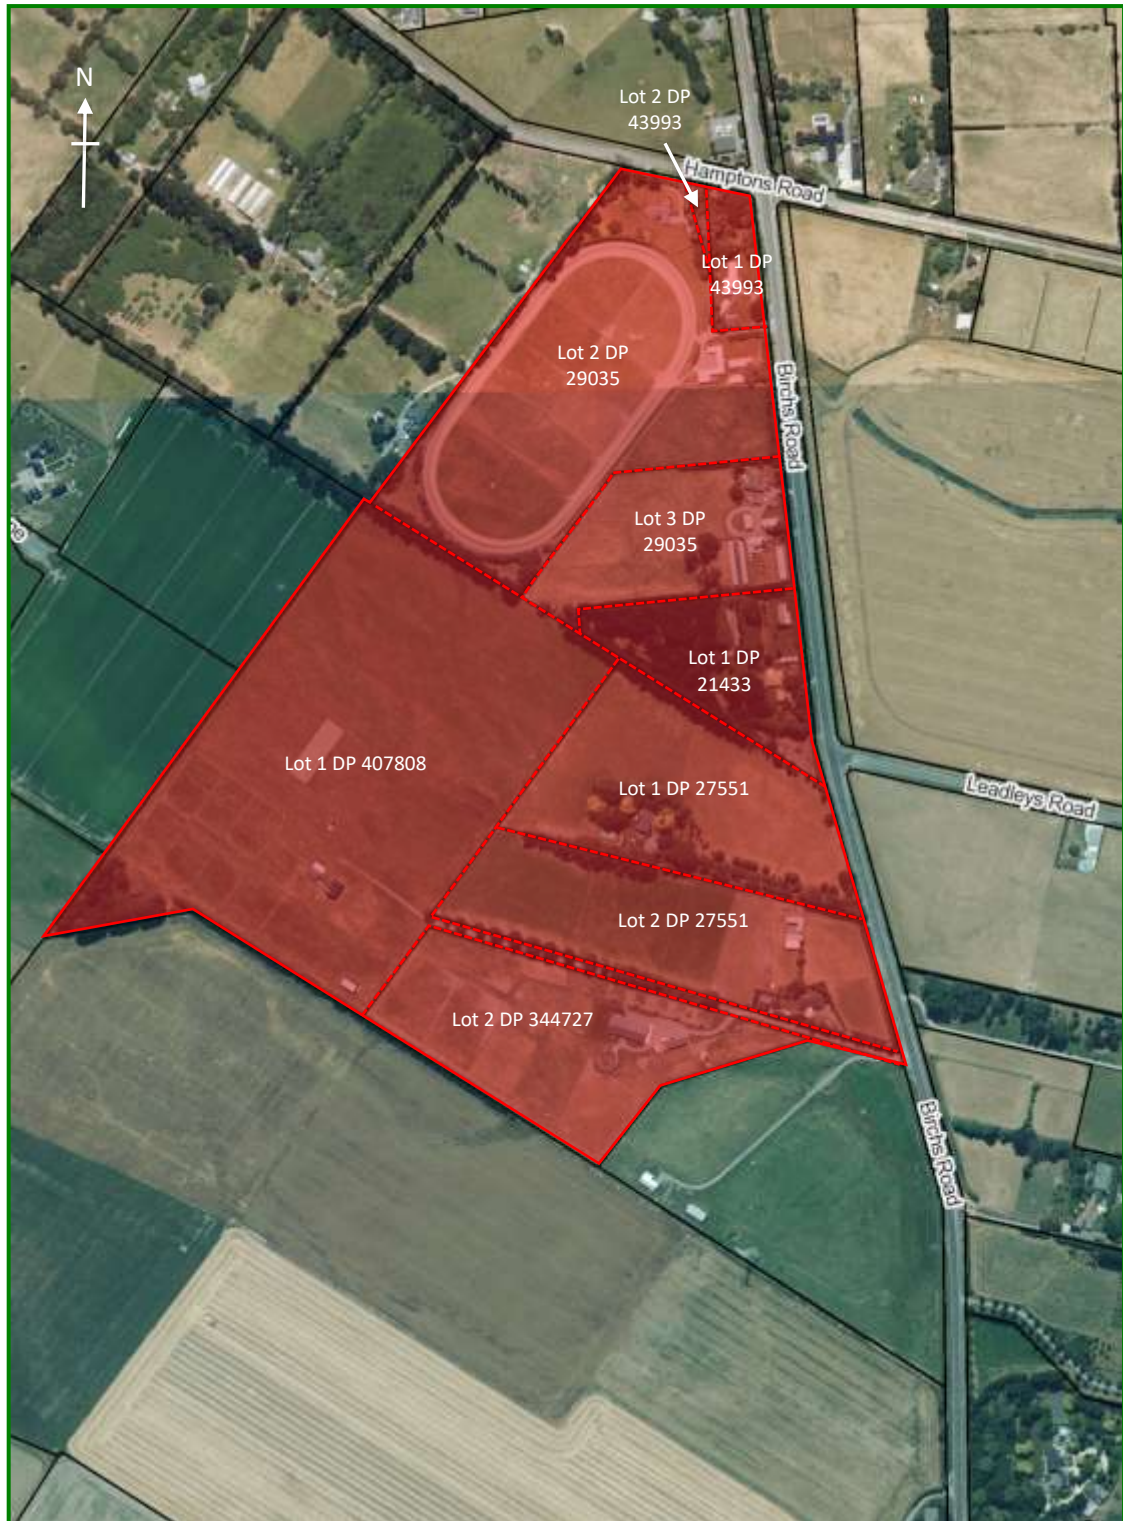 N
Lot 2 DP
43993
Hamptons Road
Lot 1 DP
43993
Lot 2 DP
29035
Birchs Road
Lot 3 DP
29035
Lot 1 DP
21433
Lot 1 DP 407808
Lot 1 DP 27551
Leadleys Road
Lot 2 DP 27551
Lot 2 DP 344727
Birchs Road